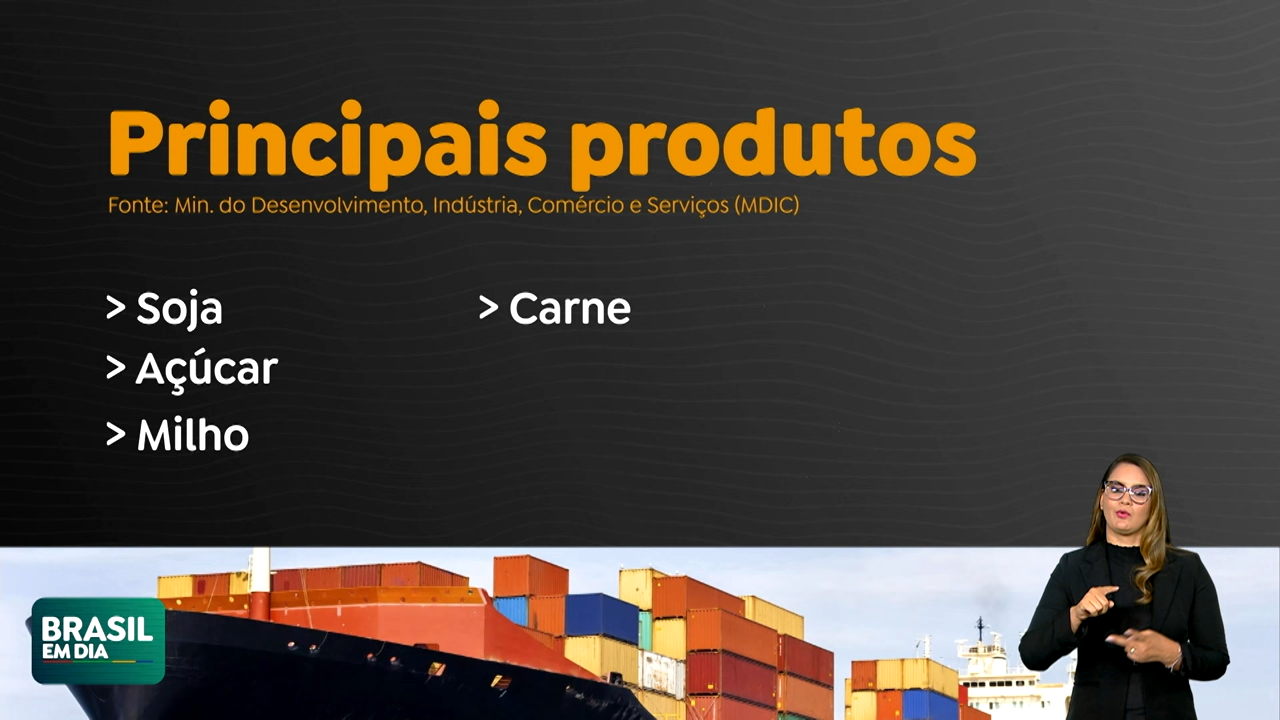 Principais produtos
Fonte: Min. do Desenvolvimento, Indústria, Comércio e Serviços (MDIC)
> Soja
> Açúcar
> Milho
> Carne
BRASIL
EM DIA